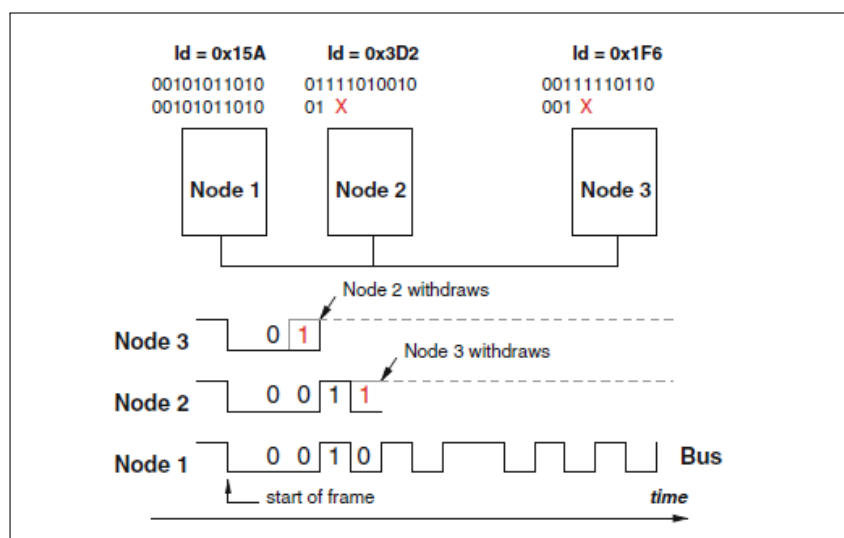 Id = 0x15A Id = 0x3D2 Id = 0x1F6
00101011010 01111010010 00111110110
00101011010 01 X 001 X
Node 1 Node 2 Node 3
Node 2 withdraws
Node 3 0 1
Node 3 withdraws
Node 2 0 0 1 1
Node 1 0 0 1 0 Bus
start of frame time